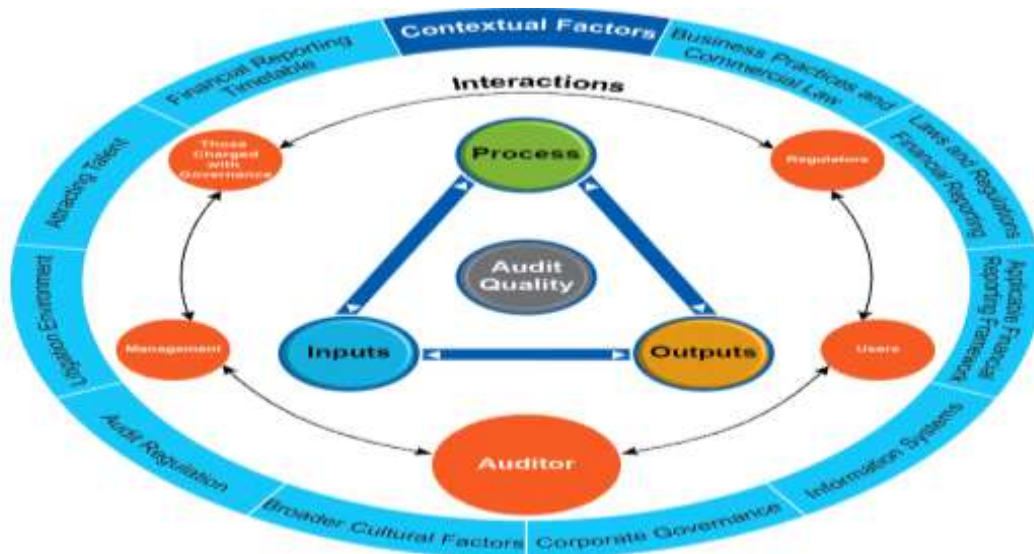 Contextual Factors
Business Practices and
Commercial Law
Laws and Regulations
Financial Reporting
Applicable Financial
Reporting Framework
Information Systems
Corporate Governance
Broader Cultural Factors
Audit Regulation
Litigation Environment
Attracting Talent
Financial Reporting
Timetable
Interactions
Those
Charged
with
Governance
Process
Regulators
Audit
Quality
Management
Inputs
Outputs
Users
Auditor